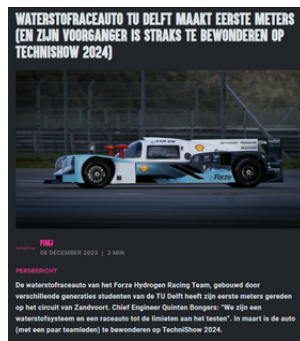 WATERSTOFRACEAUTO TU DELFT MAAKT EERSTE METERS
(EN ZIJN VOORGANGER IS STRAKS TE BEWONDEREN OP
TECHNISHOW 2024)
Forze
PIMJ
08 DECEMBER 2023 | 3 MIN
PERSBERICHT
De waterstofraceauto van het Forze Hydrogen Racing Team, gebouwd door
verschillende generaties studenten van de TU Delft heeft zijn eerste meters gereden
op het circuit van Zandvoort. Chief Engineer Quinten Bongers: "We zijn een
waterstofsysteem en een raceauto tot de limieten aan het testen". In maart is de auto
(met een paar teamleden) te bewonderen op TechniShow 2024.